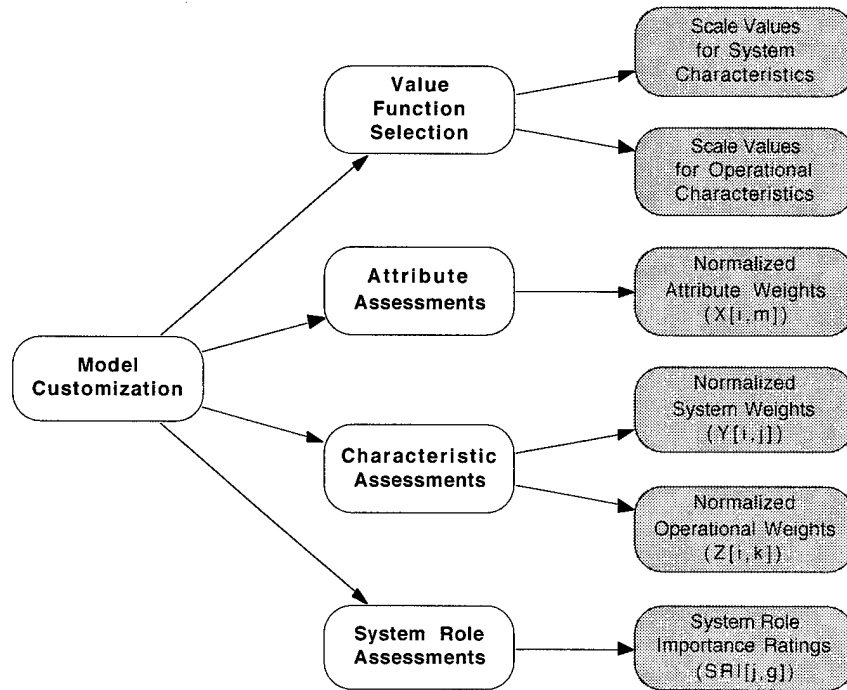 Model
Customization
Value
Function
Selection
Attribute
Assessments
Characteristic
Assessments
System Role
Assessments
Scale Values
for System
Characteristics
Scale Values
for Operational
Characteristics
Normalized
Attribute Weights
(X[i,m])
Normalized
System Weights
(Y[i,j])
Normalized
Operational Weights
(Z[i,k])
System Role
Importance Ratings
(SRI[j,g])